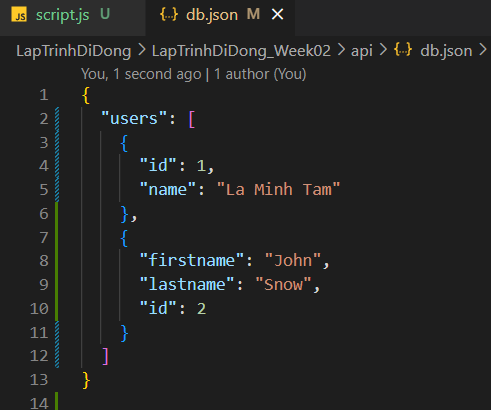 JS script.js U {..} db.json M ×
LapTrinhDiDong > LapTrinhDiDong_Week02 > api > {..} db.json >
You, 1 second ago | 1 author (You)
1 {
2 "users": [
3 {
4 "id": 1,
5 "name": "La Minh Tam"
6 },
7 {
8 "firstname": "John",
9 "lastname": "Snow",
10 "id": 2
11 }
12 ]
13 }
14